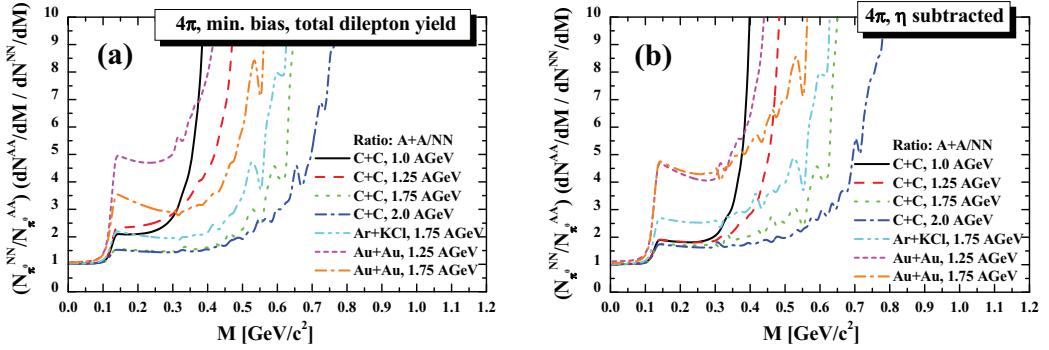 4π, min. bias, total dilepton yield
(a)
(N_π⁰^NN/N_π⁰^AA) (dN^AA/dM / dN^NN/dM)
10
9
8
7
6
5
4
3
2
1
0
Ratio: A+A/NN
C+C, 1.0 AGeV
C+C, 1.25 AGeV
C+C, 1.75 AGeV
C+C, 2.0 AGeV
Ar+KCl, 1.75 AGeV
Au+Au, 1.25 AGeV
Au+Au, 1.75 AGeV
0.0 0.1 0.2 0.3 0.4 0.5 0.6 0.7 0.8 0.9 1.0 1.1 1.2
M [GeV/c²]
4π, η subtracted
(b)
(N_π⁰^NN/N_π⁰^AA) (dN^AA/dM / dN^NN/dM)
10
9
8
7
6
5
4
3
2
1
0
Ratio: A+A/NN
C+C, 1.0 AGeV
C+C, 1.25 AGeV
C+C, 1.75 AGeV
C+C, 2.0 AGeV
Ar+KCl, 1.75 AGeV
Au+Au, 1.25 AGeV
Au+Au, 1.75 AGeV
0.0 0.1 0.2 0.3 0.4 0.5 0.6 0.7 0.8 0.9 1.0 1.1 1.2
M [GeV/c²]